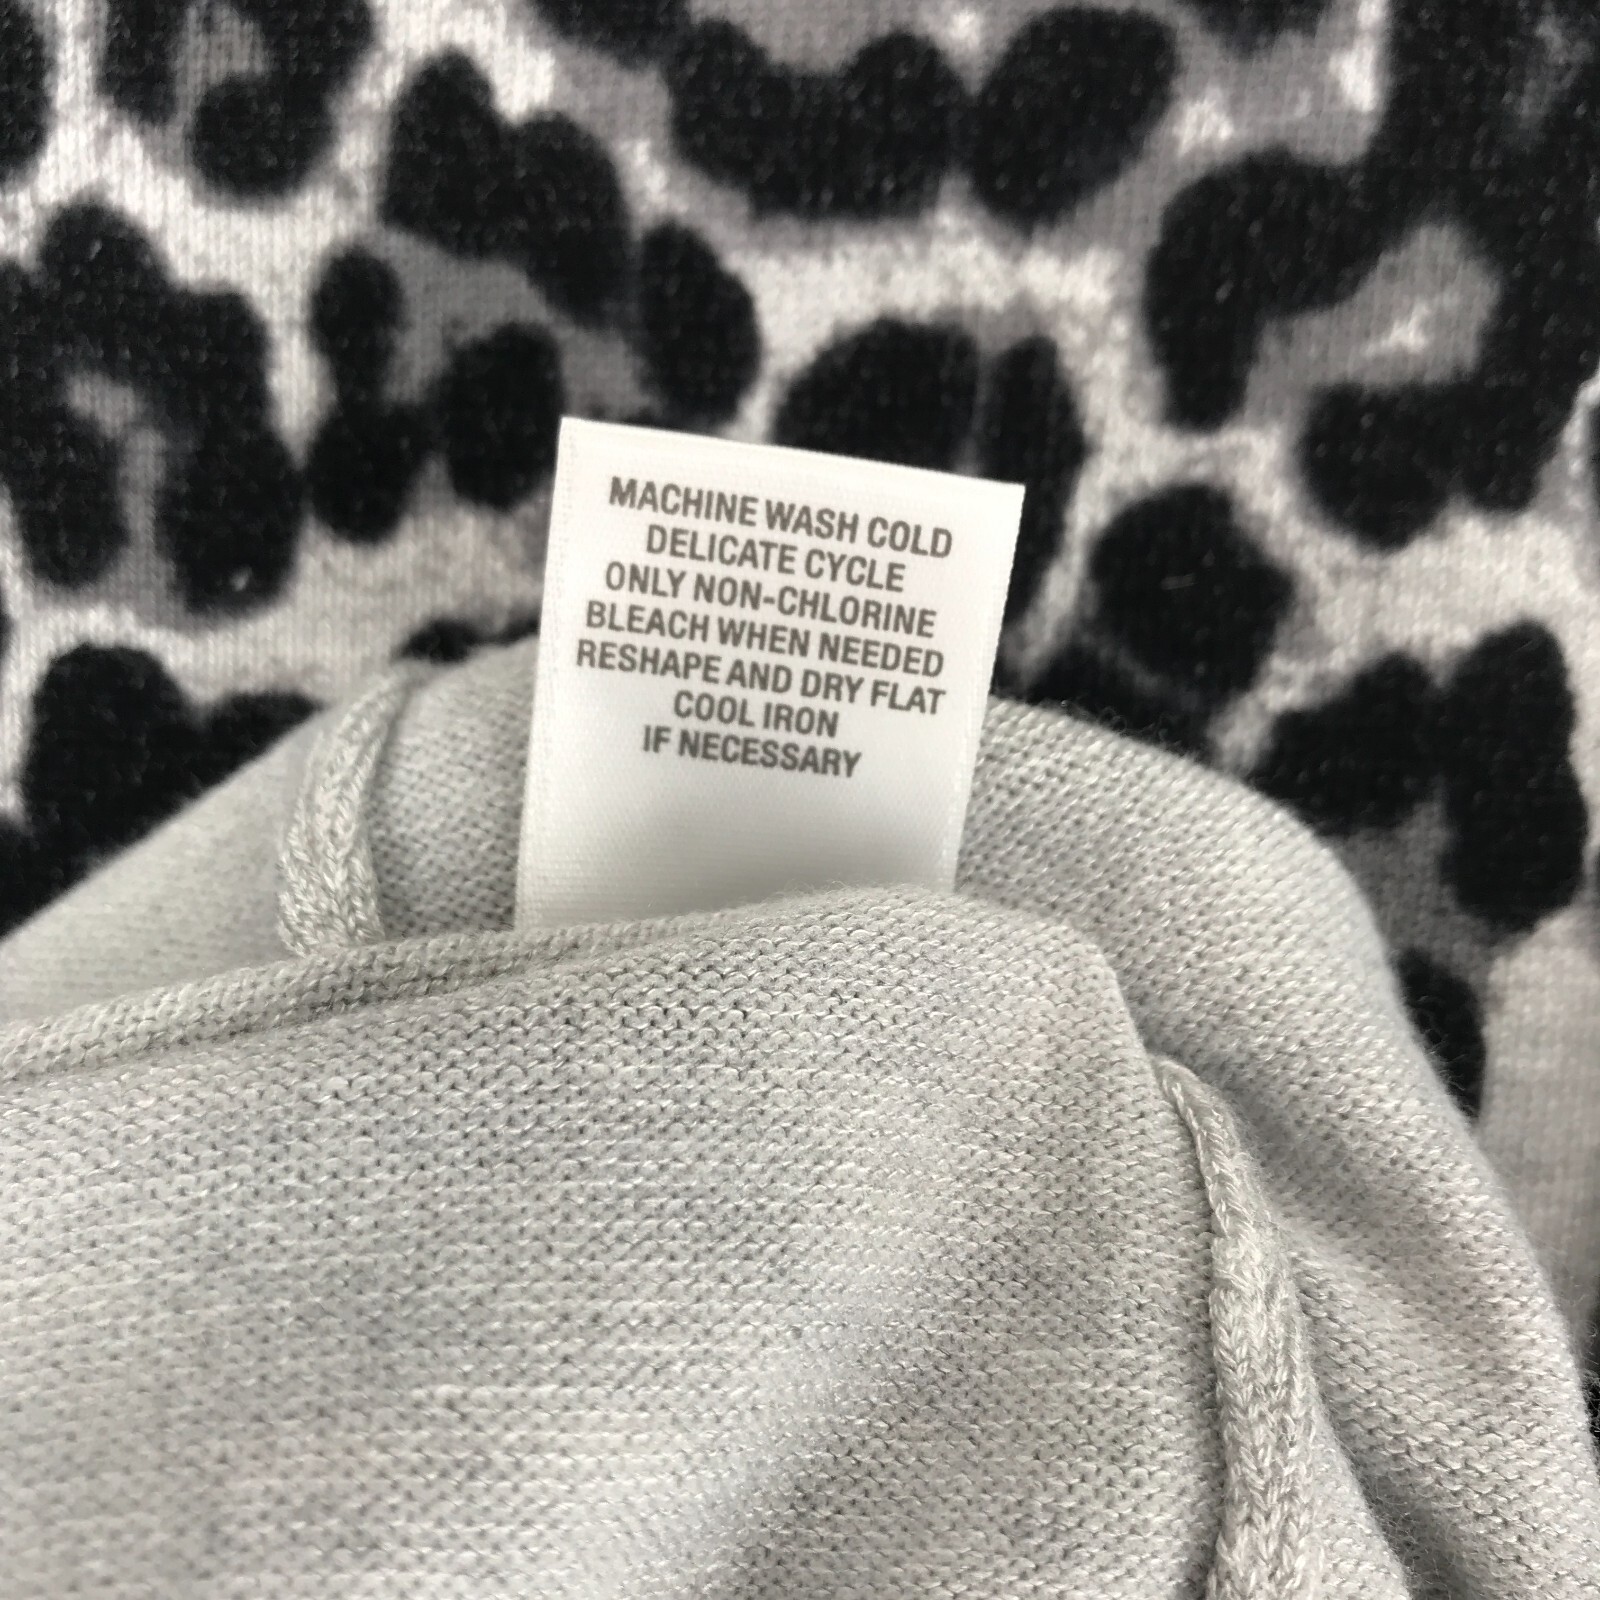 MACHINE WASH COLD
DELICATE CYCLE
ONLY NON-CHLORINE
BLEACH WHEN NEEDED
RESHAPE AND DRY FLAT
COOL IRON
IF NECESSARY